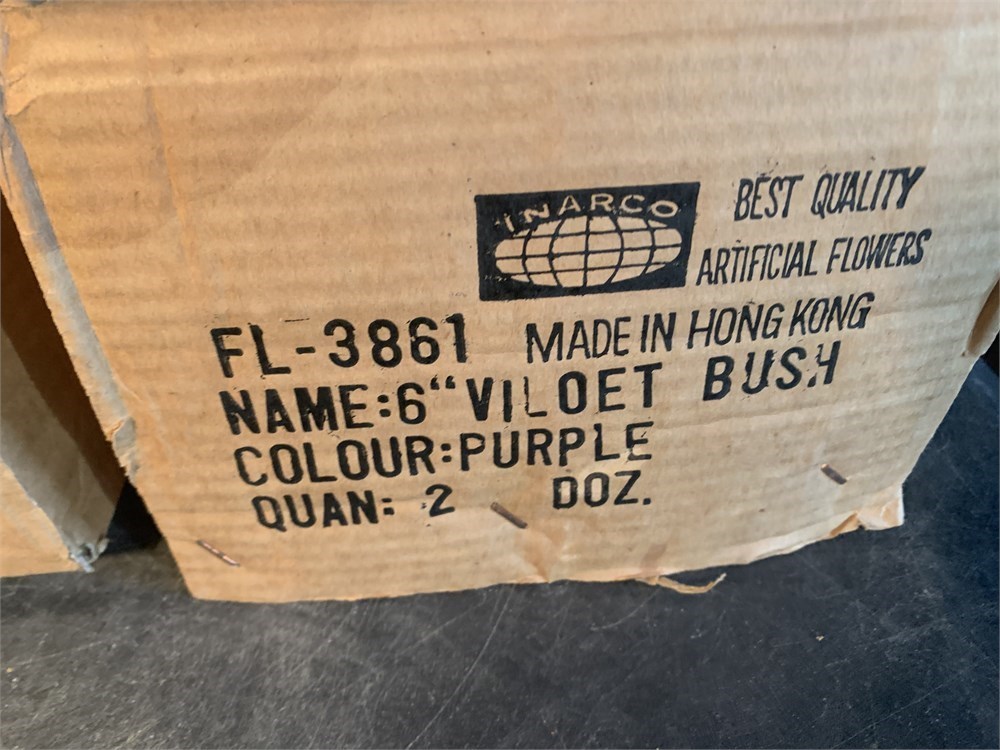 INARCO
BEST QUALITY
ARTIFICIAL FLOWERS
FL-3861 MADE IN HONG KONG
NAME:6“VILOET BUSH
COLOUR:PURPLE
QUAN: 2 DOZ.